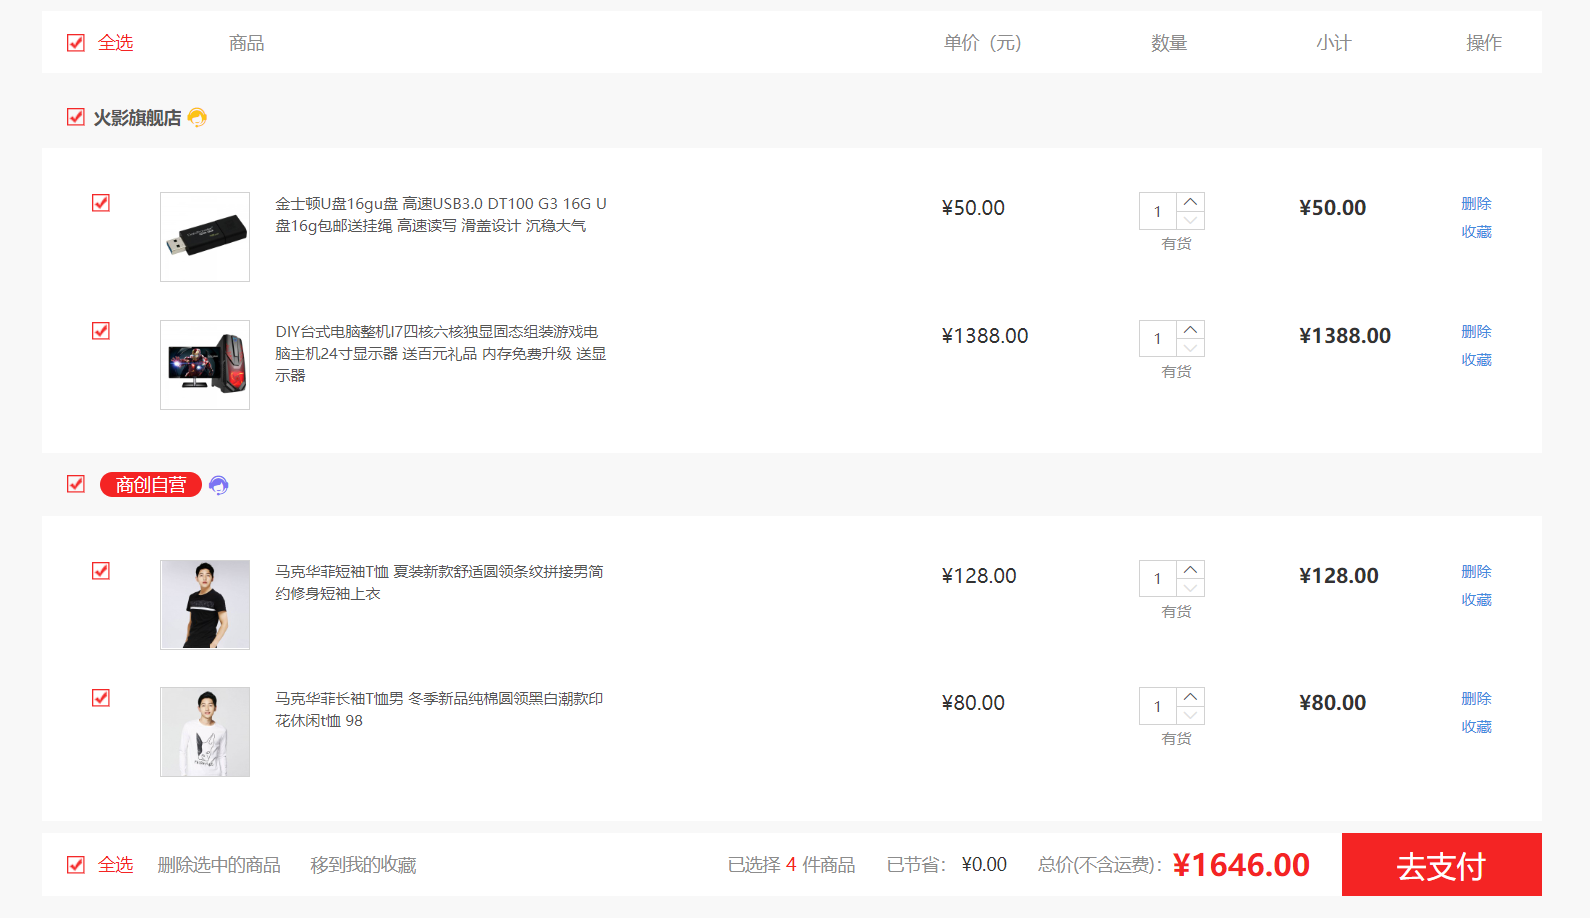 全选 商品 单价（元） 数量 小计 操作
火影旗舰店
金士顿U盘16gu盘 高速USB3.0 DT100 G3 16G U ¥50.00 1 ¥50.00 删除
盘16g包邮送挂绳 高速读写 滑盖设计 沉稳大气 有货 收藏
DIY台式电脑整机I7四核六核独显固态组装游戏电 ¥1388.00 1 ¥1388.00 删除
脑主机24寸显示器 送百元礼品 内存免费升级 送显 有货 收藏
示器
商创自营
马克华菲短袖T恤 夏装新款舒适圆领条纹拼接男简 ¥128.00 1 ¥128.00 删除
约修身短袖上衣 有货 收藏
马克华菲长袖T恤男 冬季新品纯棉圆领黑白潮款印 ¥80.00 1 ¥80.00 删除
花休闲t恤 98 有货 收藏
全选 删除选中的商品 移到我的收藏 已选择 4 件商品 已节省： ¥0.00 总价(不含运费)： ¥1646.00 去支付